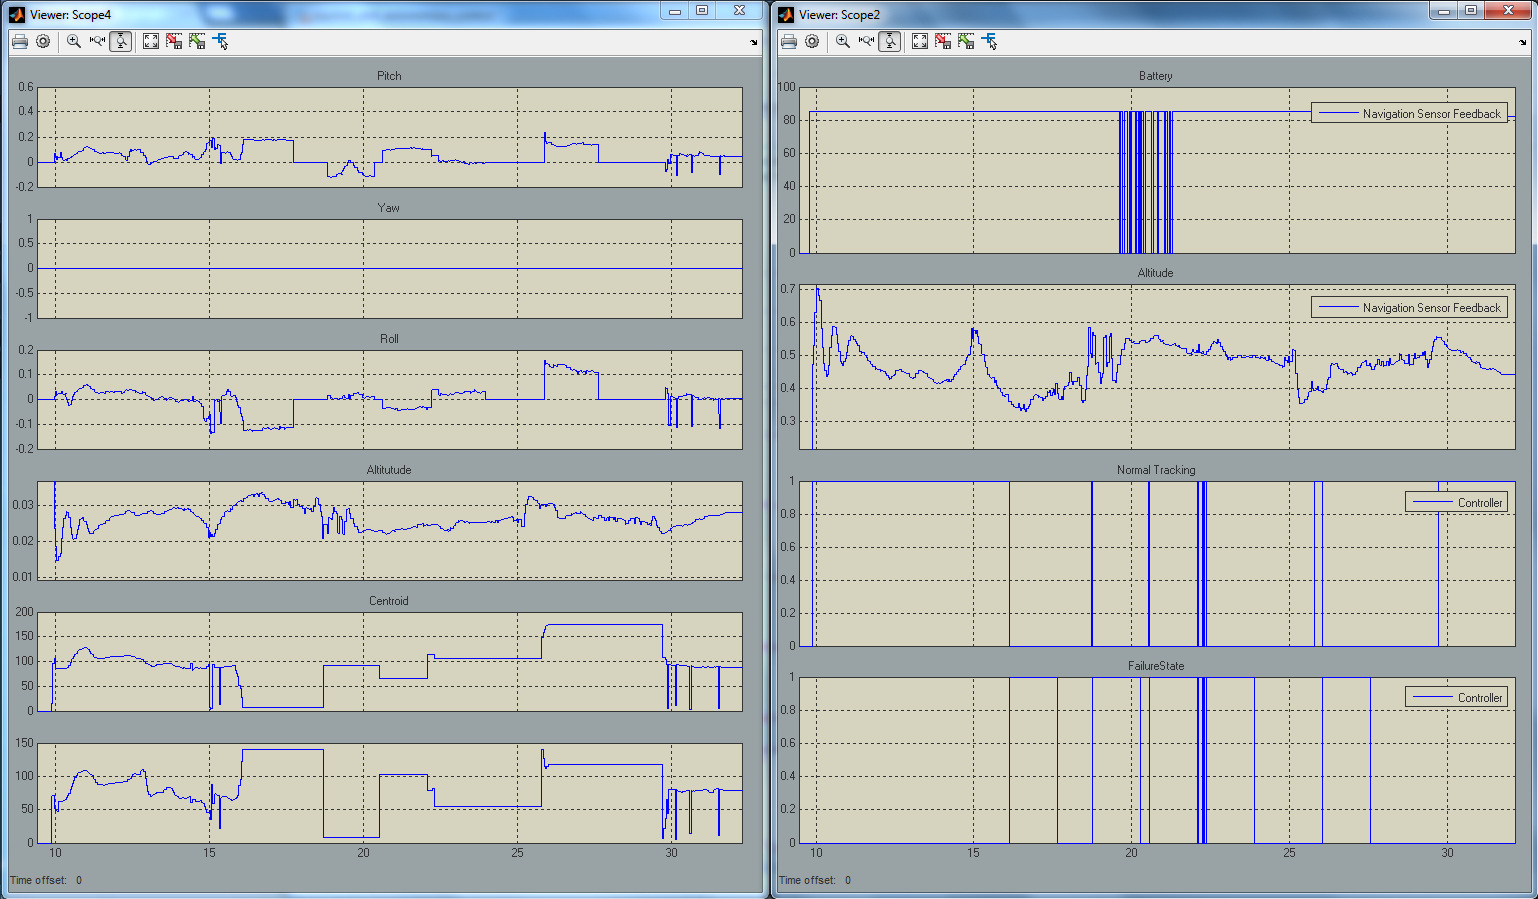 Viewer: Scope4
Pitch
0.6
0.4
0.2
0
-0.2
Yaw
1
0.5
0
-0.5
-1
Roll
0.2
0.1
0
-0.1
-0.2
Altitutude
0.03
0.02
0.01
Centroid
200
150
100
50
0
150
100
50
0
10 15 20 25 30
Time offset: 0
Viewer: Scope2
Battery
100
80
60
40
20
0
Navigation Sensor Feedback
Altitude
0.7
0.6
0.5
0.4
0.3
Navigation Sensor Feedback
Normal Tracking
1
0.8
0.6
0.4
0.2
0
Controller
FailureState
1
0.8
0.6
0.4
0.2
0
Controller
10 15 20 25 30
Time offset: 0